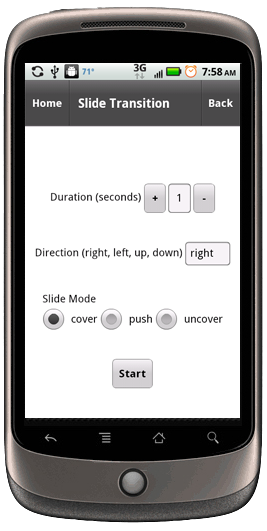 71°
3G
7:58 AM
Home
Slide Transition
Back
Duration (seconds) + 1 -
Direction (right, left, up, down) right
Slide Mode
cover push uncover
Start